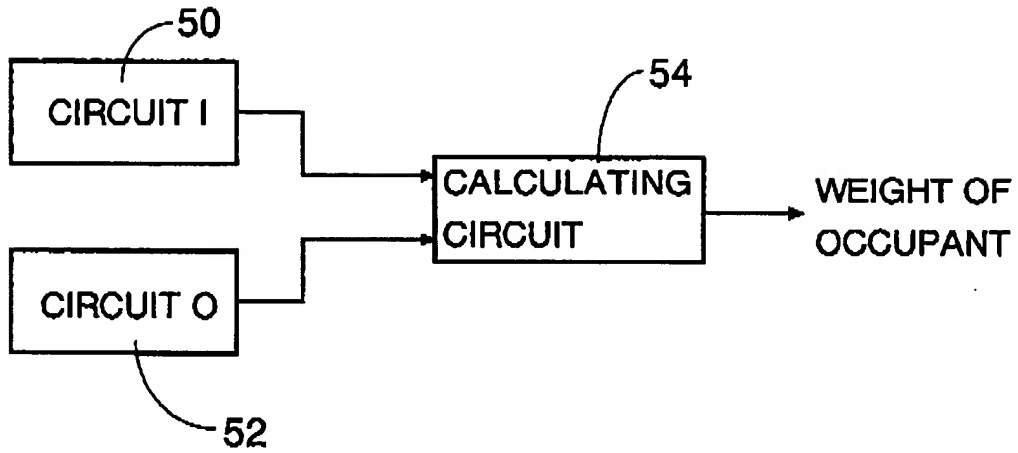 50
CIRCUIT I
54
CALCULATING
CIRCUIT
WEIGHT OF
OCCUPANT
CIRCUIT O
52